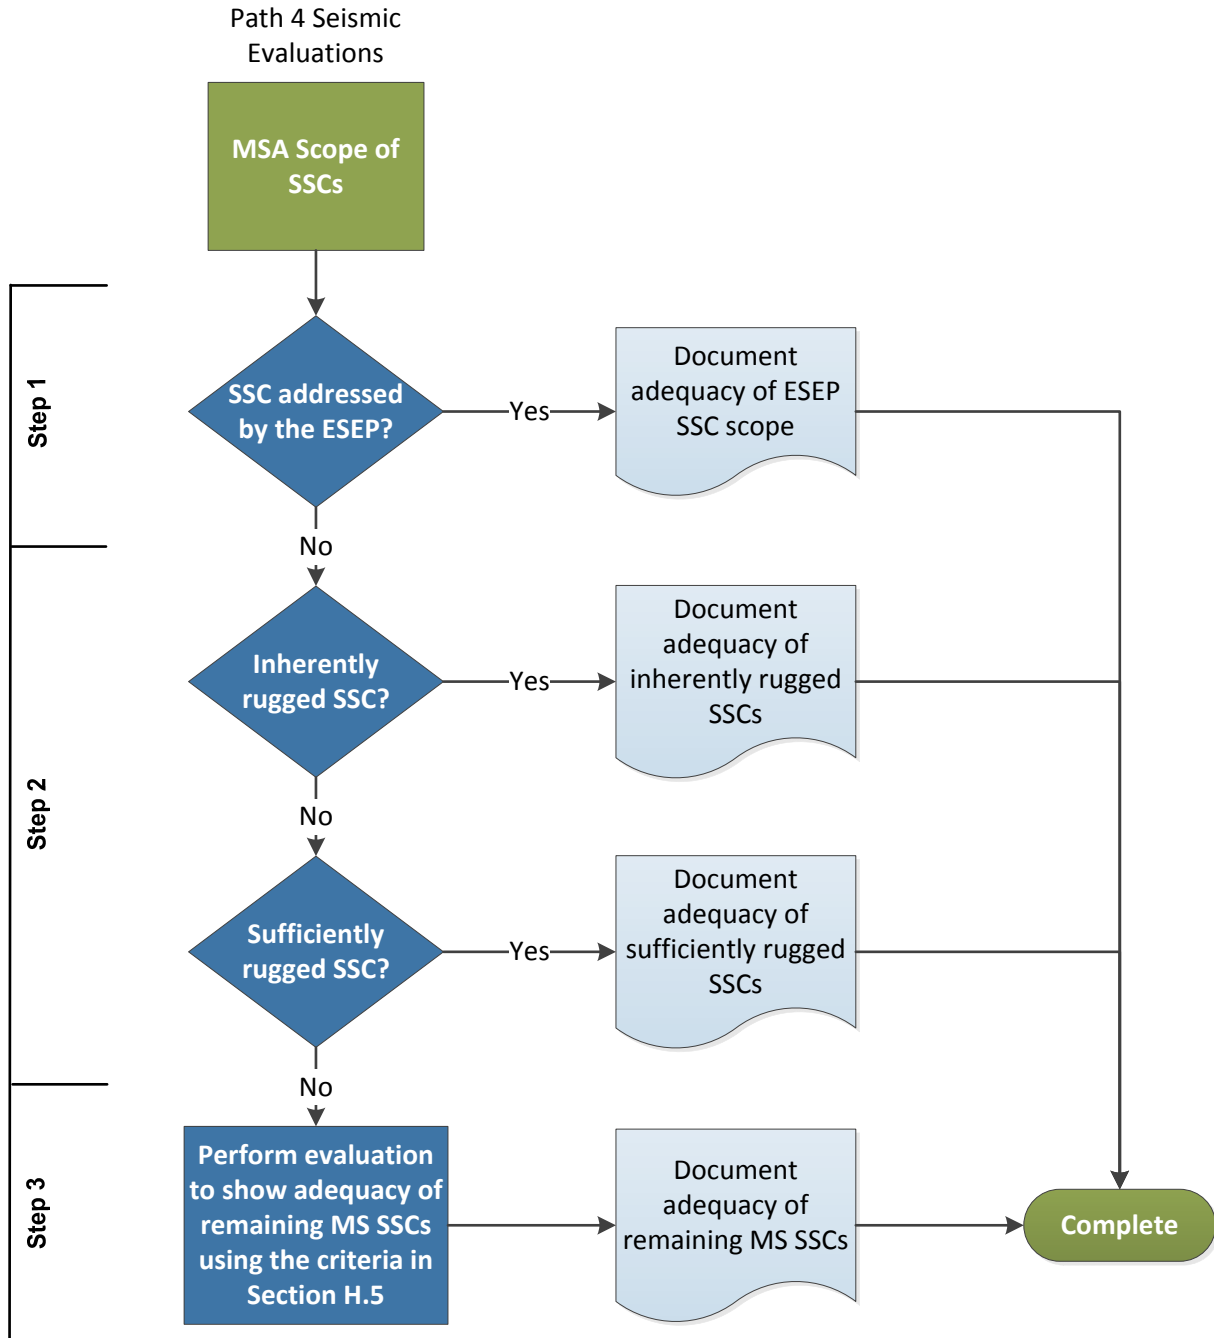 Path 4 Seismic
Evaluations
MSA Scope of
SSCs
Step 1
SSC addressed
by the ESEP?
Yes
Document
adequacy of ESEP
SSC scope
No
Step 2
Inherently
rugged SSC?
Yes
Document
adequacy of
inherently rugged
SSCs
No
Sufficiently
rugged SSC?
Yes
Document
adequacy of
sufficiently rugged
SSCs
No
Step 3
Perform evaluation
to show adequacy of
remaining MS SSCs
using the criteria in
Section H.5
Document
adequacy of
remaining MS SSCs
Complete